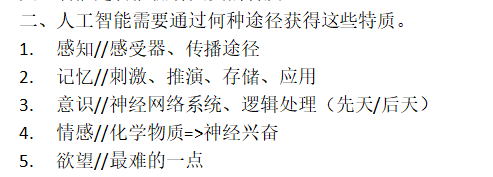 二、人工智能需要通过何种途径获得这些特质。
1. 感知//感受器、传播途径
2. 记忆//刺激、推演、存储、应用
3. 意识//神经网络系统、逻辑处理（先天/后天）
4. 情感//化学物质=>神经兴奋
5. 欲望//最难的一点